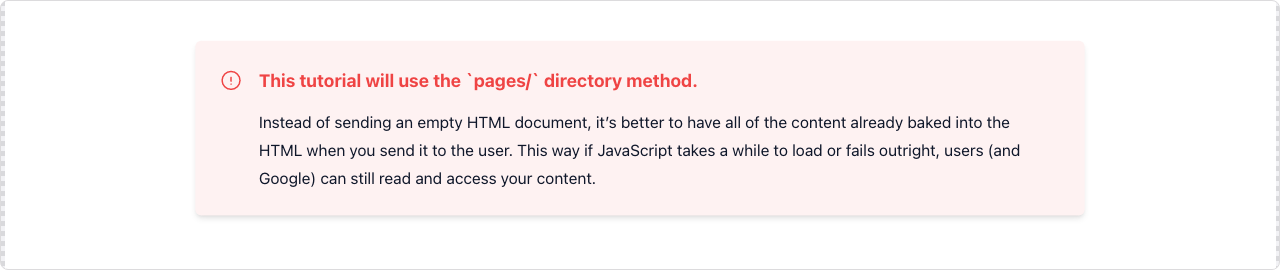 This tutorial will use the `pages/` directory method.
Instead of sending an empty HTML document, it’s better to have all of the content already baked into the
HTML when you send it to the user. This way if JavaScript takes a while to load or fails outright, users (and
Google) can still read and access your content.